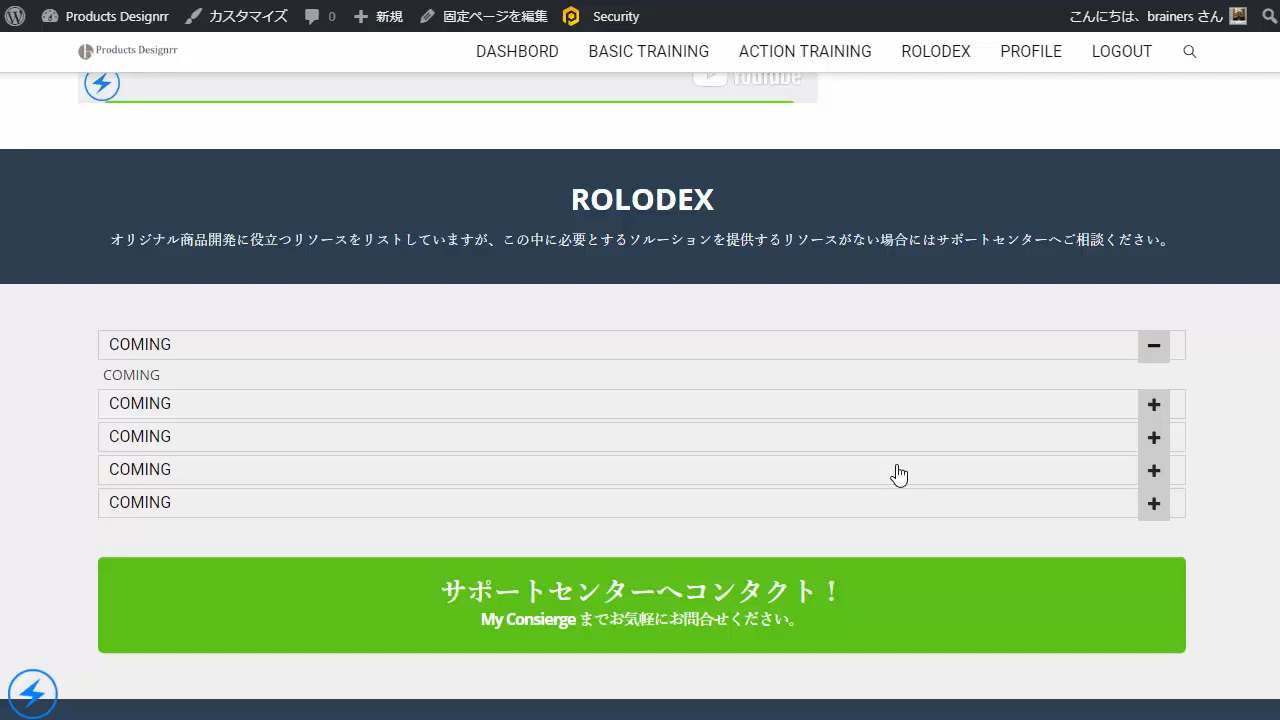 Products Designrr カスタマイズ 0 新規 固定ページを編集 Security こんにちは、brainers さん
Products Designrr DASHBORD BASIC TRAINING ACTION TRAINING ROLODEX PROFILE LOGOUT
YouTube
ROLODEX
オリジナル商品開発に役立つリソースをリストしていますが、この中に必要とするソルーションを提供するリソースがない場合にはサポートセンターへご相談ください。
COMING
COMING
COMING
COMING
COMING
COMING
サポートセンターへコンタクト！
My Consierge までお気軽にお問合せください。